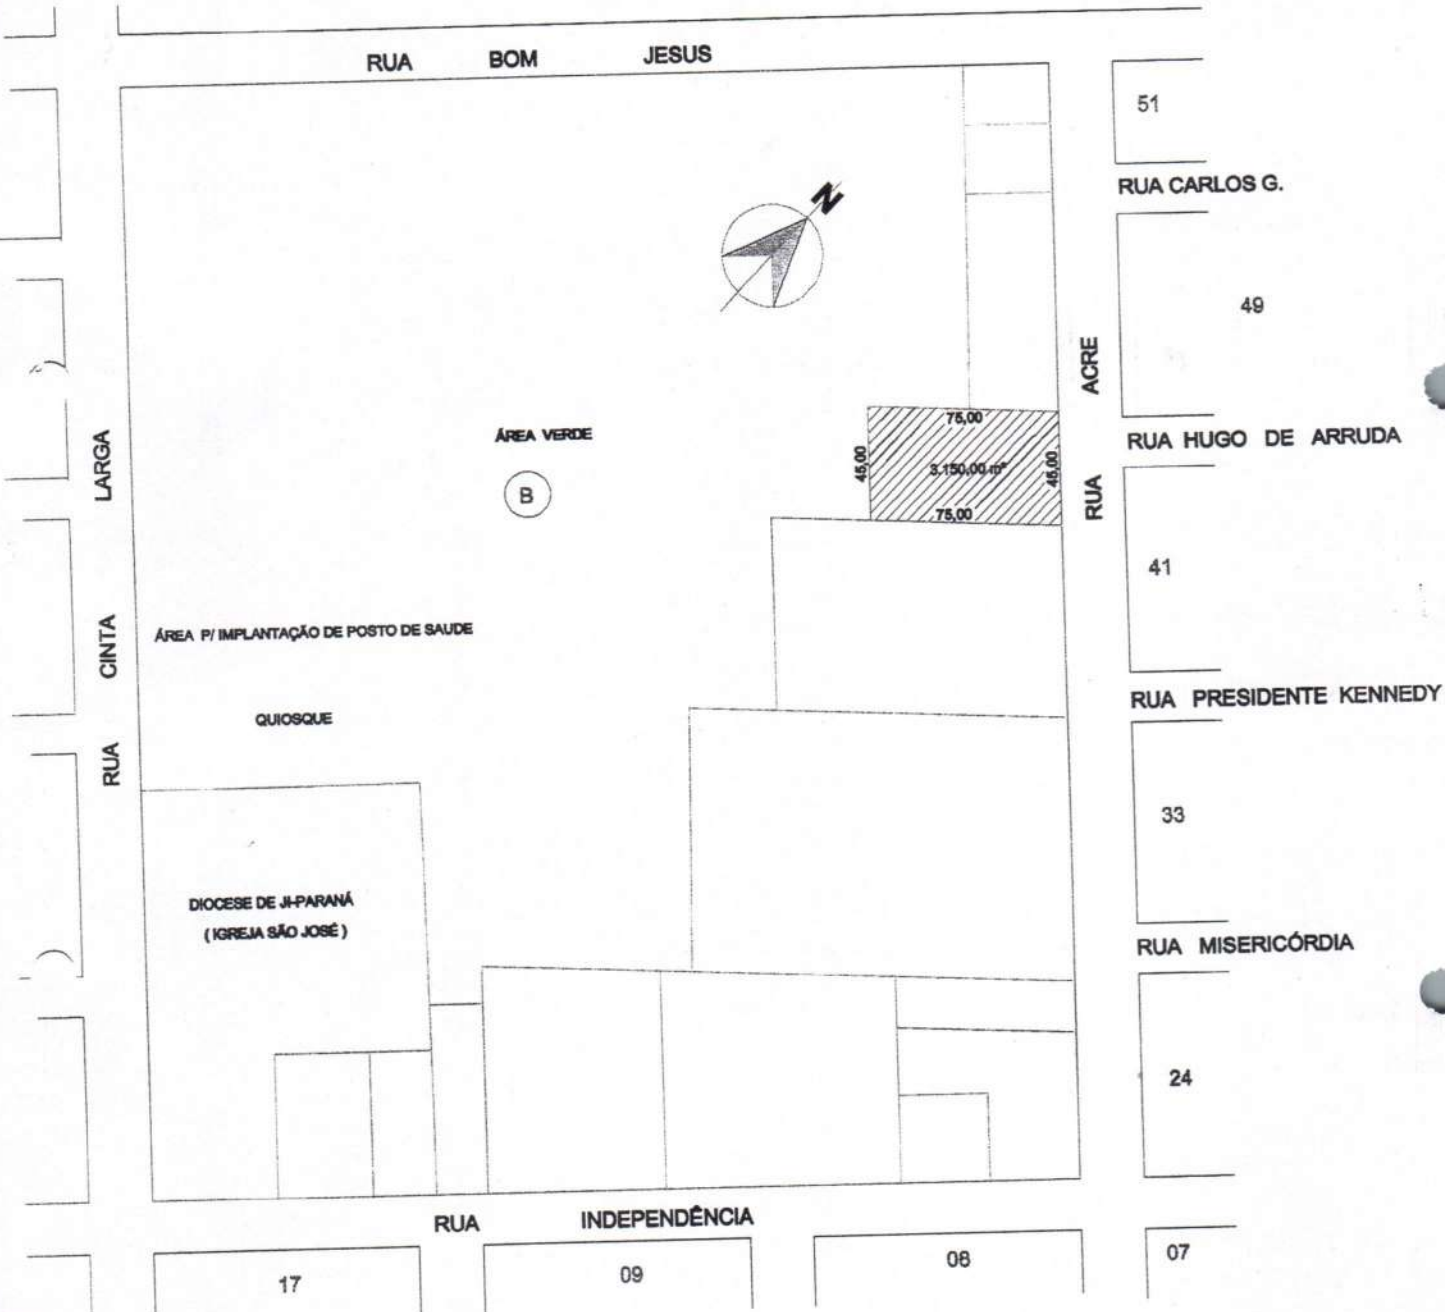 RUA BOM JESUS
51
RUA CARLOS G.
N
49
RUA ACRE
75,00
45,00
3.150,00 m²
45,00
75,00
RUA HUGO DE ARRUDA
ÁREA VERDE
B
41
RUA CINTA LARGA
ÁREA P/ IMPLANTAÇÃO DE POSTO DE SAUDE
QUIOSQUE
RUA PRESIDENTE KENNEDY
33
DIOCESE DE JI-PARANÁ
( IGREJA SÃO JOSÉ )
RUA MISERICÓRDIA
24
RUA INDEPENDÊNCIA
17
09
08
07